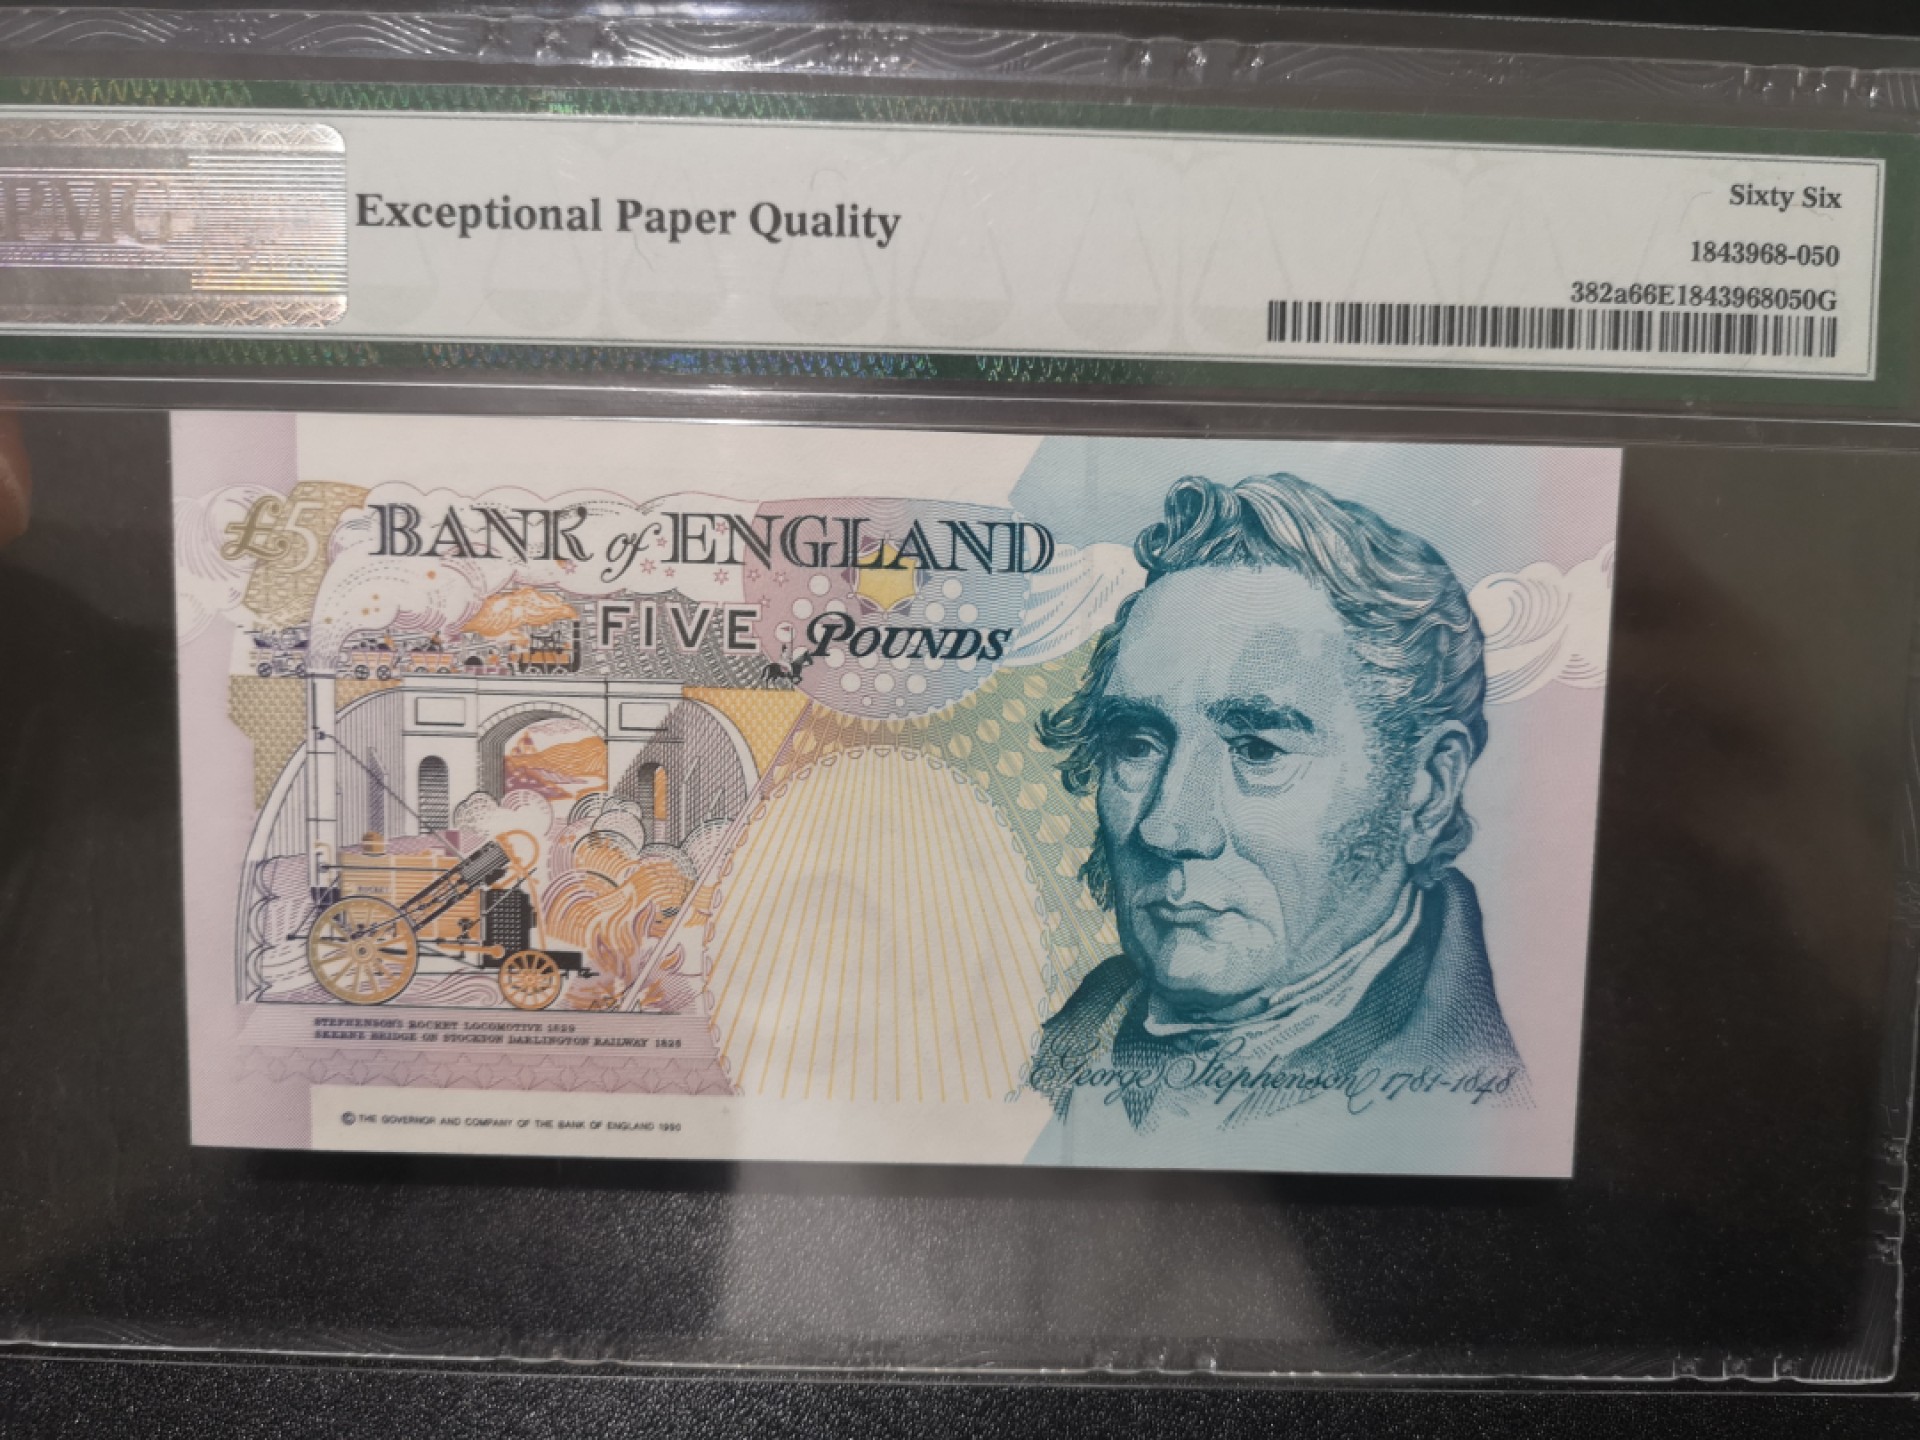 PMG
Exceptional Paper Quality
Sixty Six
1843968-050
382a66E1843968050G
£5
BANK of ENGLAND
FIVE POUNDS
ROCKET
STEPHENSON'S ROCKET LOCOMOTIVE 1829
SKERNE BRIDGE ON STOCKTON DARLINGTON RAILWAY 1825
George Stephenson 1781-1848
© THE GOVERNOR AND COMPANY OF THE BANK OF ENGLAND 1990